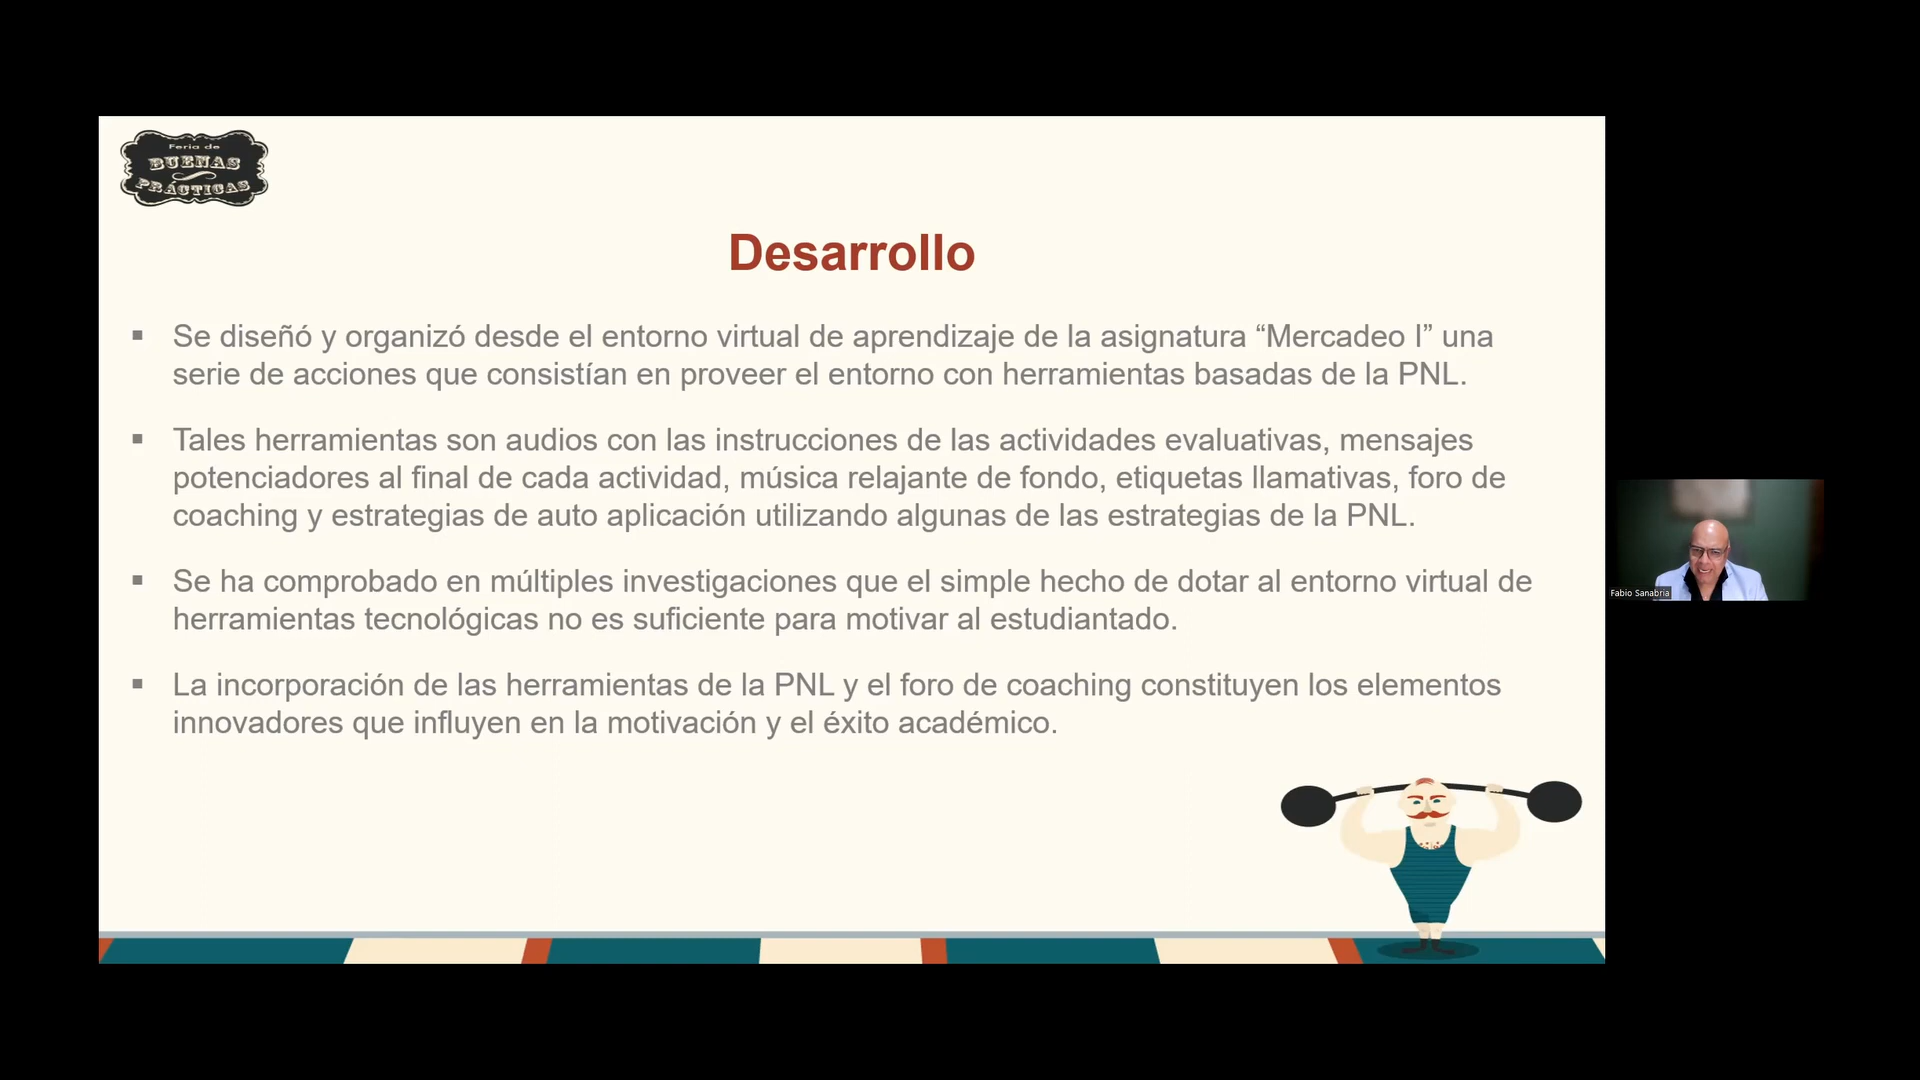 Feria de
BUENAS
PRÁCTICAS
Desarrollo
▪ Se diseñó y organizó desde el entorno virtual de aprendizaje de la asignatura “Mercadeo I” una
serie de acciones que consistían en proveer el entorno con herramientas basadas de la PNL.
▪ Tales herramientas son audios con las instrucciones de las actividades evaluativas, mensajes
potenciadores al final de cada actividad, música relajante de fondo, etiquetas llamativas, foro de
coaching y estrategias de auto aplicación utilizando algunas de las estrategias de la PNL.
▪ Se ha comprobado en múltiples investigaciones que el simple hecho de dotar al entorno virtual de
herramientas tecnológicas no es suficiente para motivar al estudiantado.
▪ La incorporación de las herramientas de la PNL y el foro de coaching constituyen los elementos
innovadores que influyen en la motivación y el éxito académico.
Fabio Sanabria